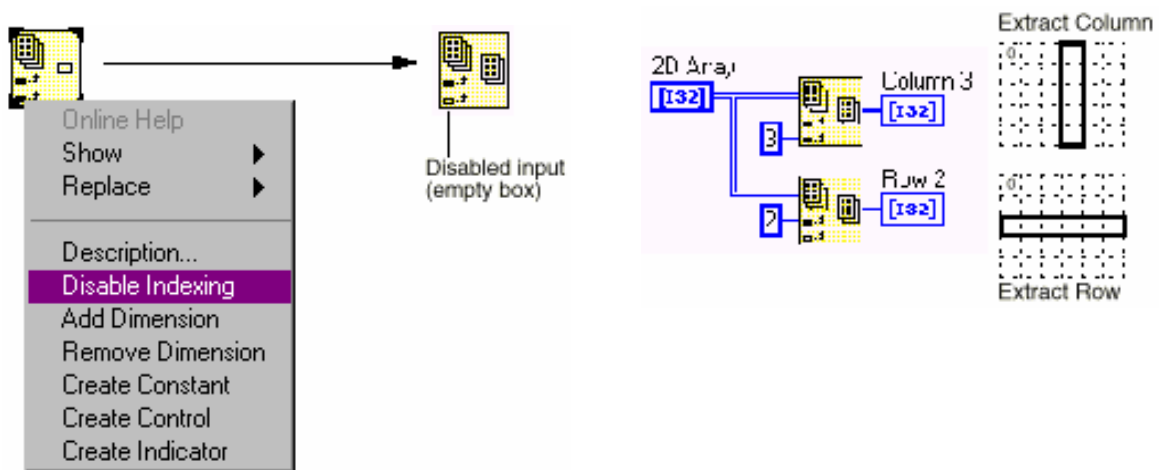 Online Help
Show
Replace
Description...
Disable Indexing
Add Dimension
Remove Dimension
Create Constant
Create Control
Create Indicator
Disabled input
(empty box)
2D Array
[I32]
3
Column 3
[I32]
2
Row 2
[I32]
Extract Column
0
0
Extract Row